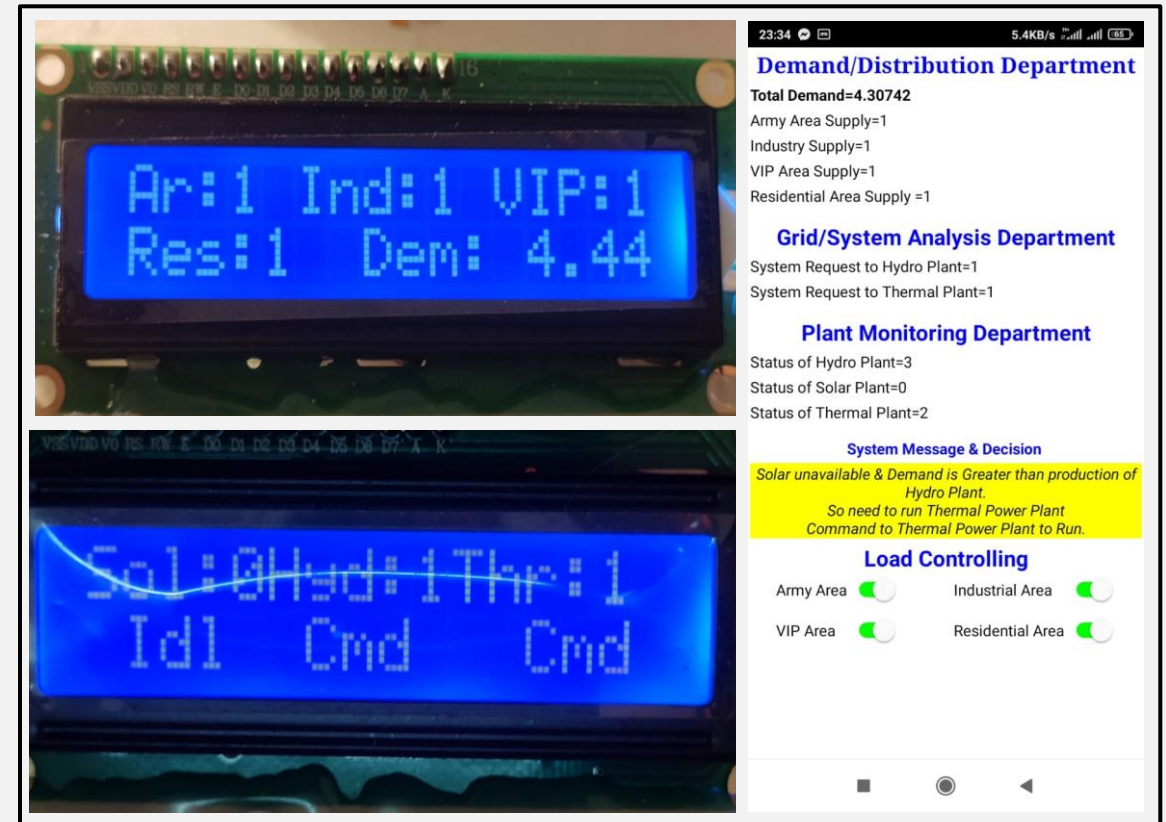 16
VSS VDD VO RS RW E D0 D1 D2 D3 D4 D5 D6 D7 A K
Ar:1 Ind:1 VIP:1
Res:1 Dem: 4.44
VSS VDD VO RS RW E D0 D1 D2 D3 D4 D5 D6 D7 A K
Sol:0Hyd:1Thr:1
Idl Cmd Cmd
23:34 5.4KB/s 65
Demand/Distribution Department
Total Demand=4.30742
Army Area Supply=1
Industry Supply=1
VIP Area Supply=1
Residential Area Supply =1
Grid/System Analysis Department
System Request to Hydro Plant=1
System Request to Thermal Plant=1
Plant Monitoring Department
Status of Hydro Plant=3
Status of Solar Plant=0
Status of Thermal Plant=2
System Message & Decision
Solar unavailable & Demand is Greater than production of
Hydro Plant.
So need to run Thermal Power Plant
Command to Thermal Power Plant to Run.
Load Controlling
Army Area Industrial Area
VIP Area Residential Area